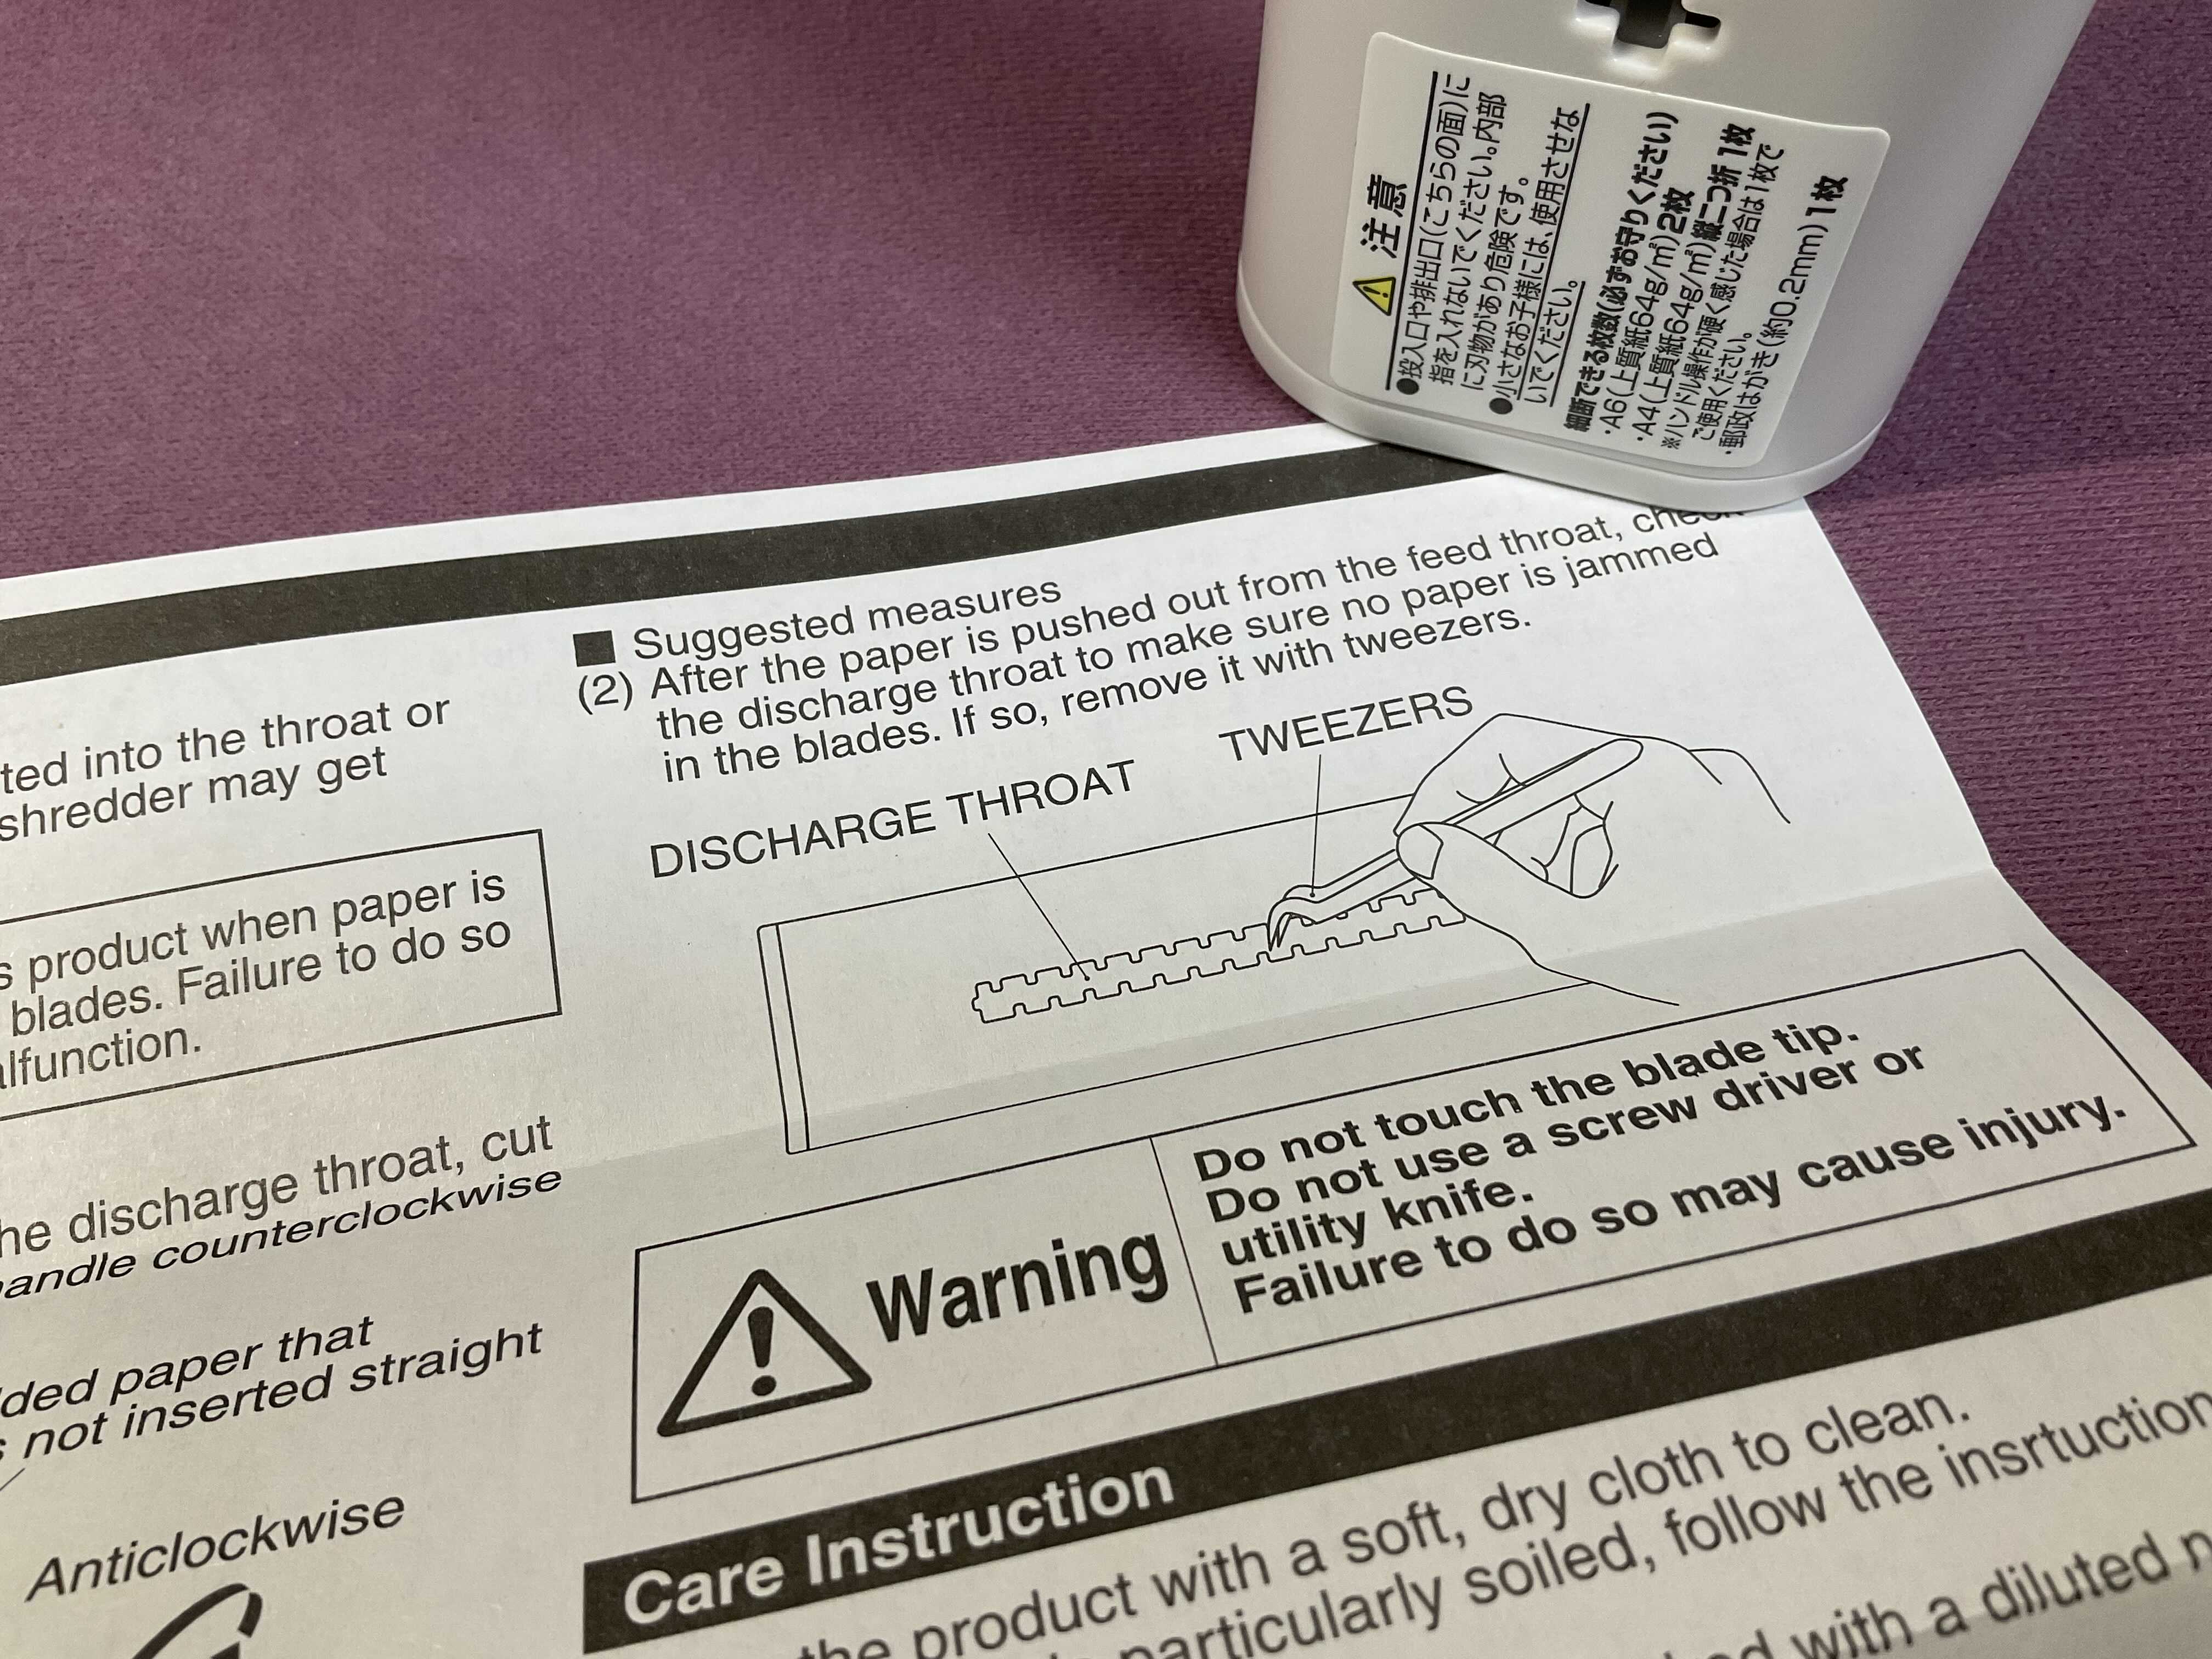 注意
●投入口や排出口(こちらの面)に
指を入れないでください。内部
に刃物があり危険です。
●小さなお子様には、使用させな
いでください。
細断できる枚数(必ずお守りください)
・A6(上質紙64g/㎡)2枚
・A4(上質紙64g/㎡)縦二つ折 1枚
※ハンドル操作が硬く感じた場合は1枚で
ご使用ください。
・郵政はがき(約0.2mm)1枚
ted into the throat or
shredder may get
s product when paper is
blades. Failure to do so
lfunction.
he discharge throat, cut
handle counterclockwise
ded paper that
s not inserted straight
Anticlockwise
■ Suggested measures
(2) After the paper is pushed out from the feed throat, check
the discharge throat to make sure no paper is jammed
in the blades. If so, remove it with tweezers.
TWEEZERS
DISCHARGE THROAT
Warning
Do not touch the blade tip.
Do not use a screw driver or
utility knife.
Failure to do so may cause injury.
Care Instruction
the product with a soft, dry cloth to clean.
particularly soiled, follow the insrtuction
with a diluted n